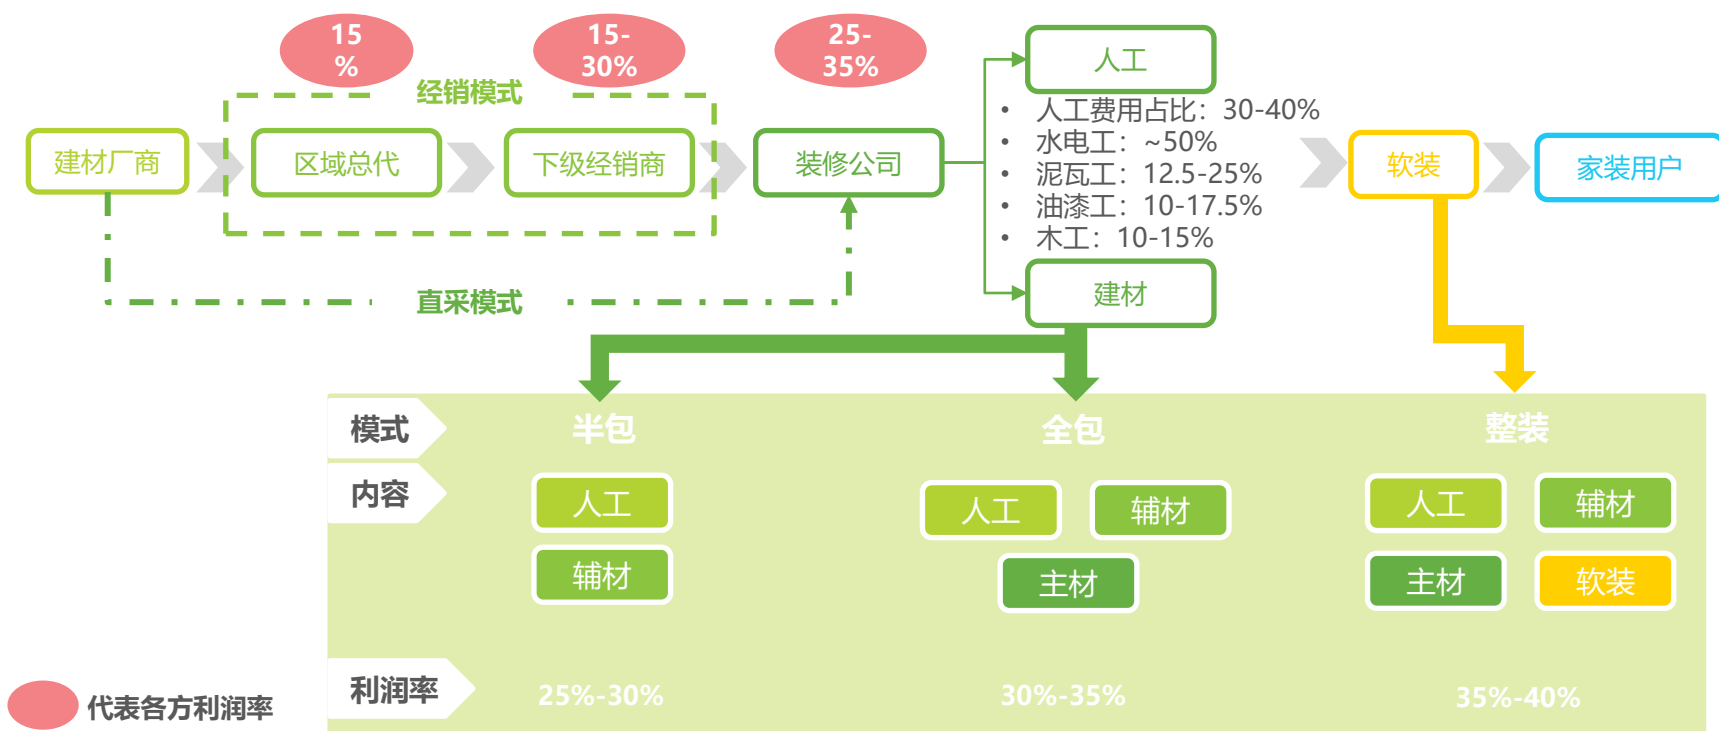 15
%
15-
30%
25-
35%
经销模式
建材厂商
区域总代
下级经销商
装修公司
直采模式
人工
• 人工费用占比：30-40%
• 水电工：~50%
• 泥瓦工：12.5-25%
• 油漆工：10-17.5%
• 木工：10-15%
建材
软装
家装用户
模式
半包
全包
整装
内容
人工
辅材
人工
辅材
主材
人工
辅材
主材
软装
利润率
25%-30%
30%-35%
35%-40%
代表各方利润率